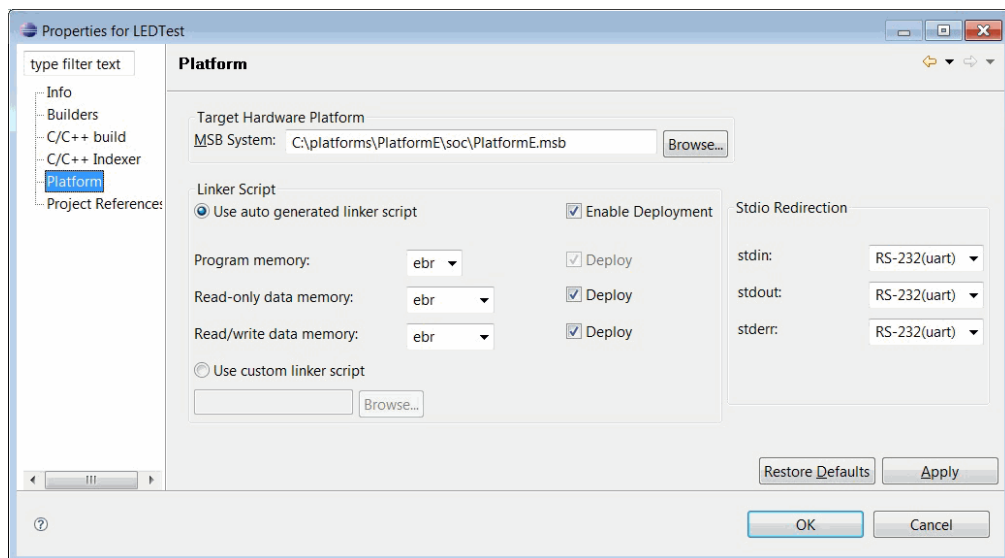 Properties for LEDTest
type filter text
Platform
Info
Builders
C/C++ build
C/C++ Indexer
Platform
Project References
Target Hardware Platform
MSB System: C:\platforms\PlatformE\soc\PlatformE.msb Browse...
Linker Script
Use auto generated linker script Enable Deployment
Program memory: ebr Deploy
Read-only data memory: ebr Deploy
Read/write data memory: ebr Deploy
Use custom linker script
Browse...
Stdio Redirection
stdin: RS-232(uart)
stdout: RS-232(uart)
stderr: RS-232(uart)
Restore Defaults Apply
? OK Cancel